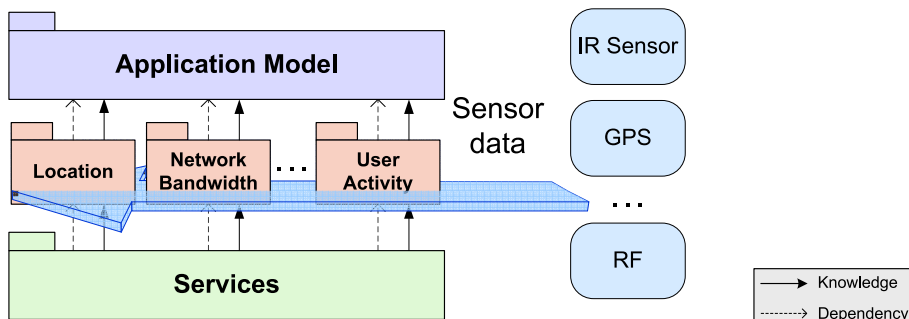 Application Model
IR Sensor
Sensor
data
GPS
Location
Network
Bandwidth
...
User
Activity
...
RF
Services
Knowledge
Dependency